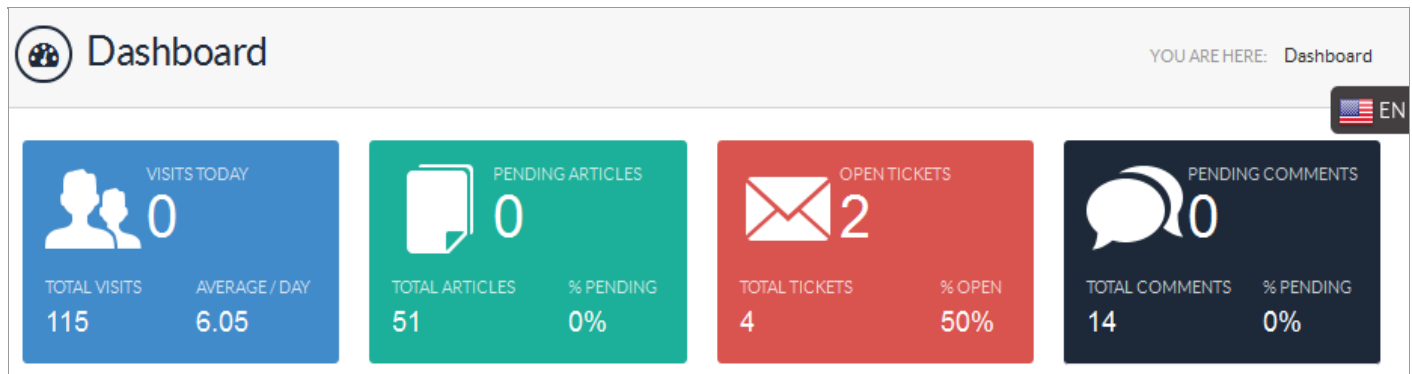 Dashboard
YOU ARE HERE: Dashboard
EN
VISITS TODAY
0
TOTAL VISITS
AVERAGE / DAY
115
6.05
PENDING ARTICLES
0
TOTAL ARTICLES
% PENDING
51
0%
OPEN TICKETS
2
TOTAL TICKETS
% OPEN
4
50%
PENDING COMMENTS
0
TOTAL COMMENTS
% PENDING
14
0%